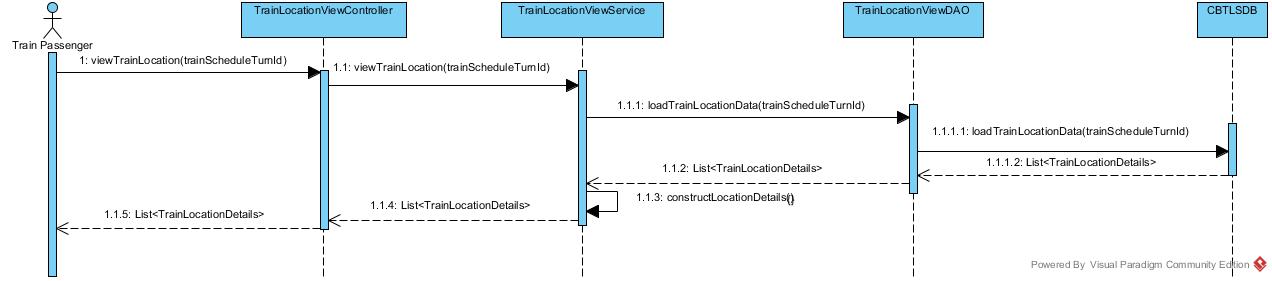 TrainLocationViewController
TrainLocationViewService
TrainLocationViewDAO
CBTLSDB
Train Passenger
1: viewTrainLocation(trainScheduleTurnId)
1.1: viewTrainLocation(trainScheduleTurnId)
1.1.1: loadTrainLocationData(trainScheduleTurnId)
1.1.1.1: loadTrainLocationData(trainScheduleTurnId)
1.1.1.2: List<TrainLocationDetails>
1.1.2: List<TrainLocationDetails>
1.1.3: constructLocationDetails()
1.1.4: List<TrainLocationDetails>
1.1.5: List<TrainLocationDetails>
Powered By Visual Paradigm Community Edition